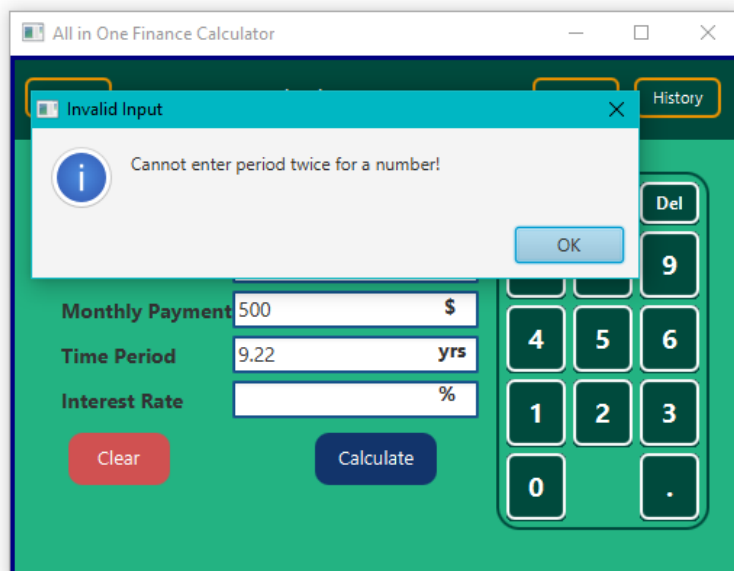 All in One Finance Calculator
History
Invalid Input
Cannot enter period twice for a number!
OK
Del
9
Monthly Payment 500 $
4 5 6
Time Period 9.22 yrs
Interest Rate %
1 2 3
Clear Calculate
0 .